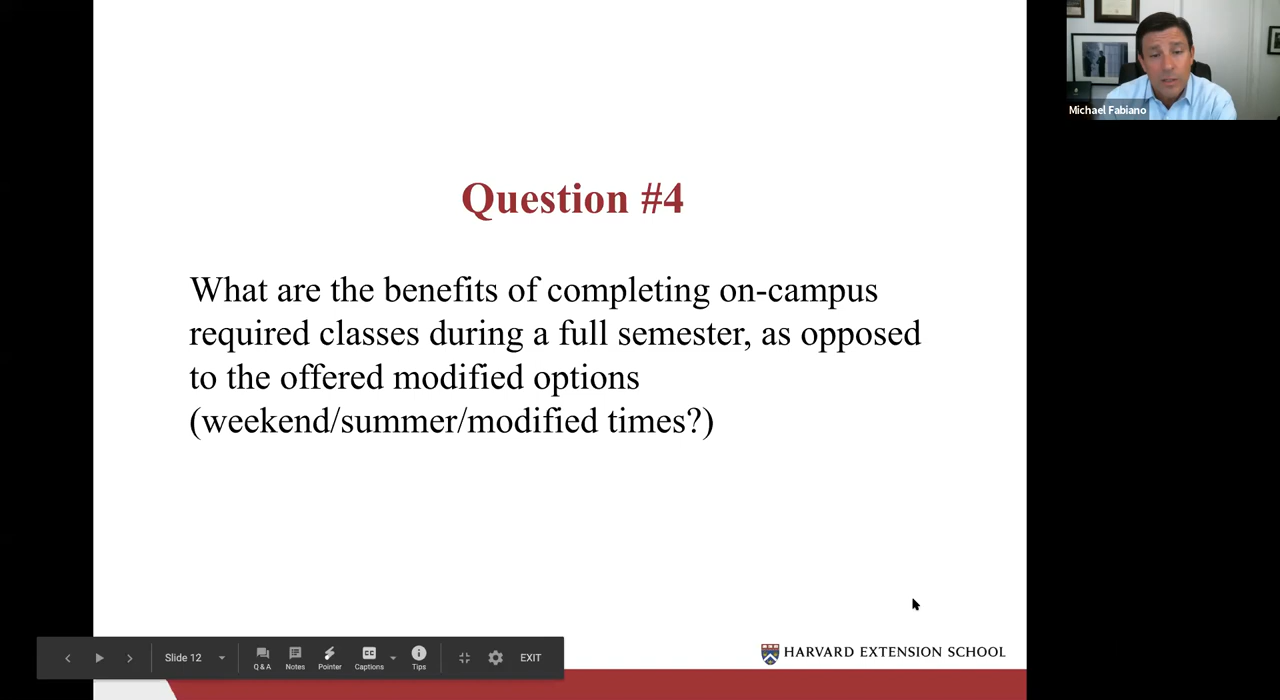 Michael Fabiano
Question #4
What are the benefits of completing on-campus
required classes during a full semester, as opposed
to the offered modified options
(weekend/summer/modified times?)
HARVARD EXTENSION SCHOOL
Slide 12
Q & A
Notes
Pointer
Captions
CC
Tips
EXIT